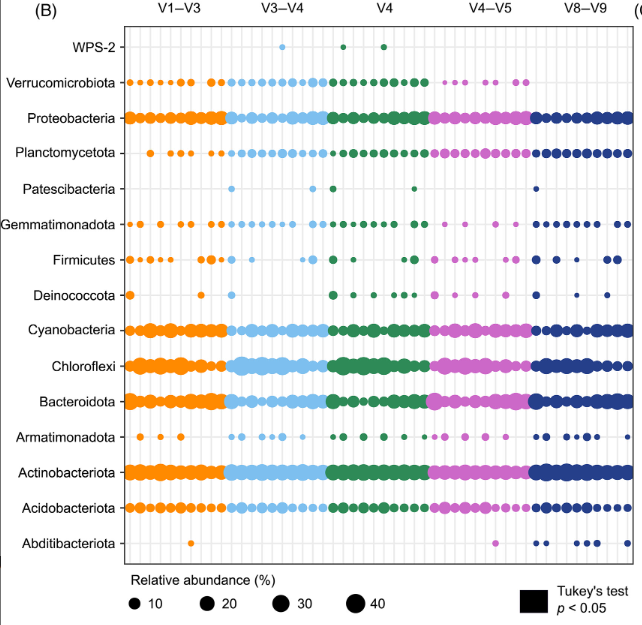 (B) V1–V3 V3–V4 V4 V4–V5 V8–V9
WPS-2
Verrucomicrobiota
Proteobacteria
Planctomycetota
Patescibacteria
Gemmatimonadota
Firmicutes
Deinococcota
Cyanobacteria
Chloroflexi
Bacteroidota
Armatimonadota
Actinobacteriota
Acidobacteriota
Abditibacteriota
Relative abundance (%)
10 20 30 40
Tukey's test
p < 0.05